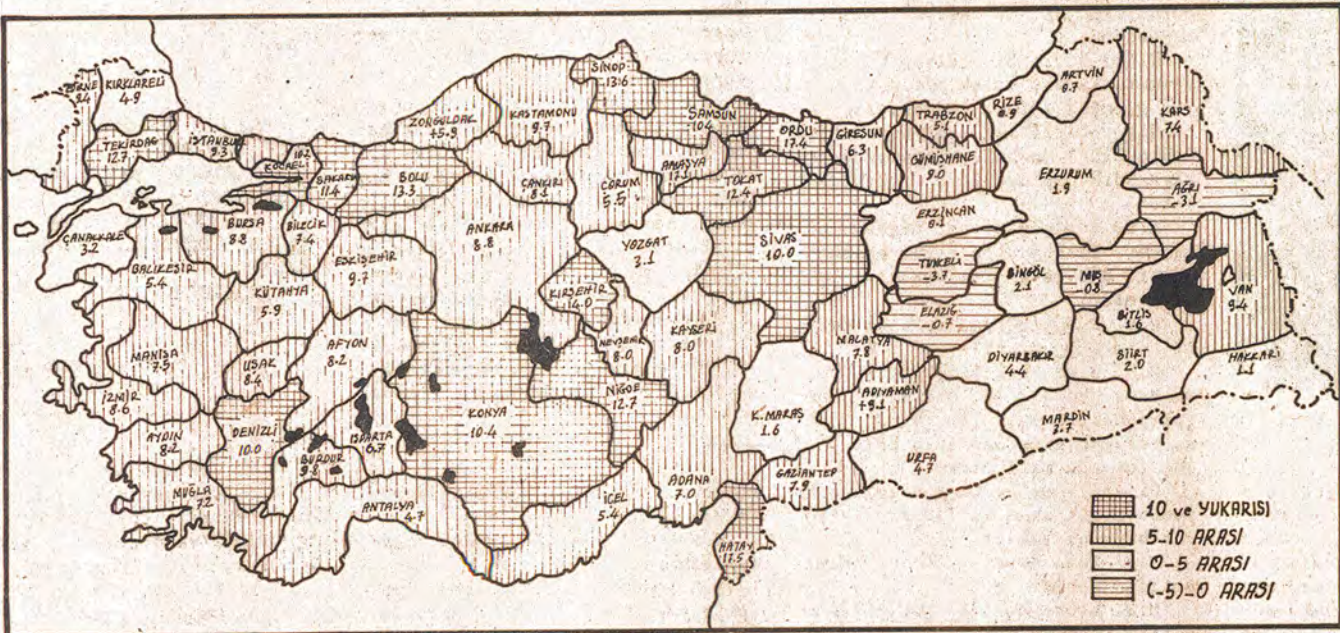 KIRKLARELİ
4.9
TEKİRDAĞ
12.7
İSTANBUL
9.3
KOCAELİ
SAKARYA
11.4
BOLU
13.3
ZONGULDAK
+5.9
KASTAMONU
9.7
SİNOP
13.6
SAMSUN
10.4
ORDU
17.4
GİRESUN
6.3
TRABZON
5.1
RİZE
ARTVİN
KARS
7.4
GÜMÜŞHANE
9.0
ERZURUM
1.9
AĞRI
-3.1
ÇANKIRI
8.1
ÇORUM
5.5
AMASYA
TOKAT
12.4
ERZİNCAN
ÇANAKKALE
3.2
BALIKESİR
5.4
BURSA
8.8
BİLECİK
7.4
ESKİŞEHİR
9.7
ANKARA
8.8
YOZGAT
3.1
SİVAS
10.0
TUNCELİ
-3.7
BİNGÖL
2.1
MUŞ
BİTLİS
1.6
VAN
9.4
KÜTAHYA
5.9
KIRŞEHİR
14.0
NEVŞEHİR
8.0
KAYSERİ
8.0
MALATYA
7.8
ELAZIĞ
-0.7
DİYARBAKIR
4.4
SİİRT
2.0
HAKKARİ
1.1
MANİSA
7.5
UŞAK
8.4
AFYON
8.2
İZMİR
8.6
AYDIN
8.2
DENİZLİ
10.0
ISPARTA
6.7
BURDUR
9.8
KONYA
10.4
NİĞDE
12.7
K.MARAŞ
1.6
ADIYAMAN
+9.1
MARDİN
URFA
4.7
MUĞLA
7.2
ANTALYA
4.7
İÇEL
5.4
ADANA
7.0
GAZİANTEP
7.9
HATAY
17.5
10 ve YUKARISI
5-10 ARASI
0-5 ARASI
(-5)-0 ARASI